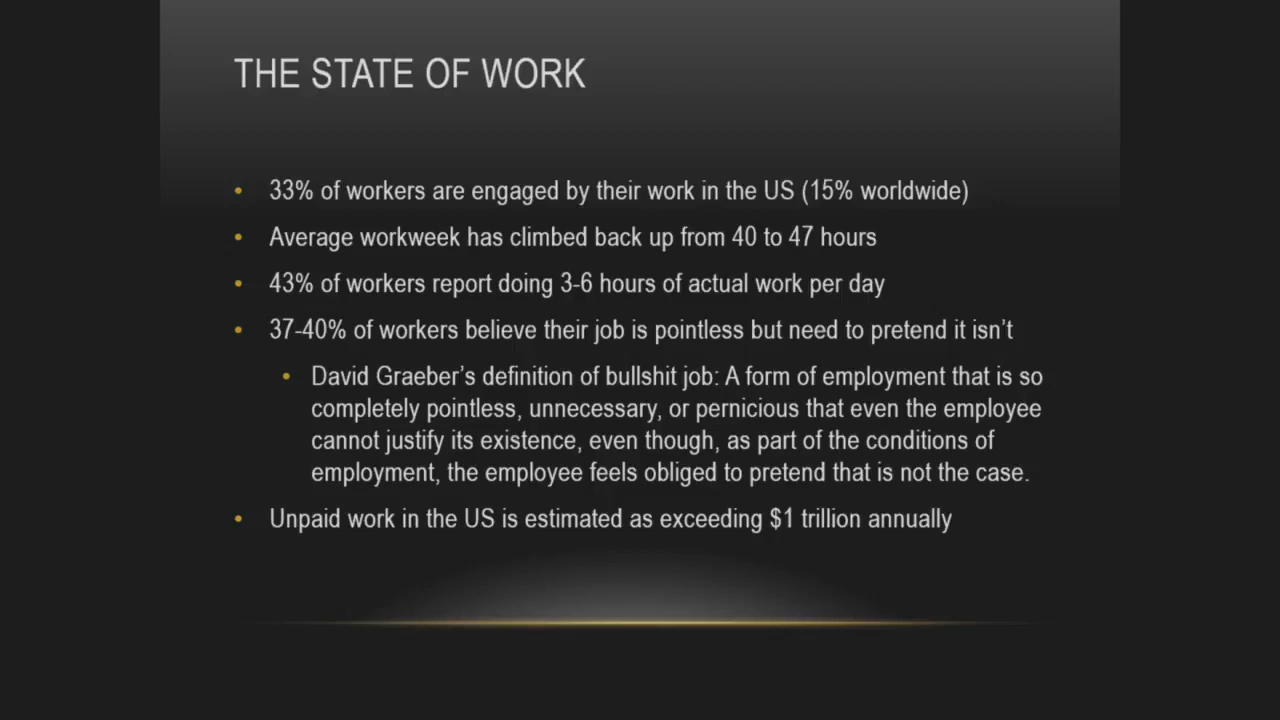 THE STATE OF WORK
• 33% of workers are engaged by their work in the US (15% worldwide)
• Average workweek has climbed back up from 40 to 47 hours
• 43% of workers report doing 3-6 hours of actual work per day
• 37-40% of workers believe their job is pointless but need to pretend it isn’t
• David Graeber’s definition of bullshit job: A form of employment that is so
completely pointless, unnecessary, or pernicious that even the employee
cannot justify its existence, even though, as part of the conditions of
employment, the employee feels obliged to pretend that is not the case.
• Unpaid work in the US is estimated as exceeding $1 trillion annually